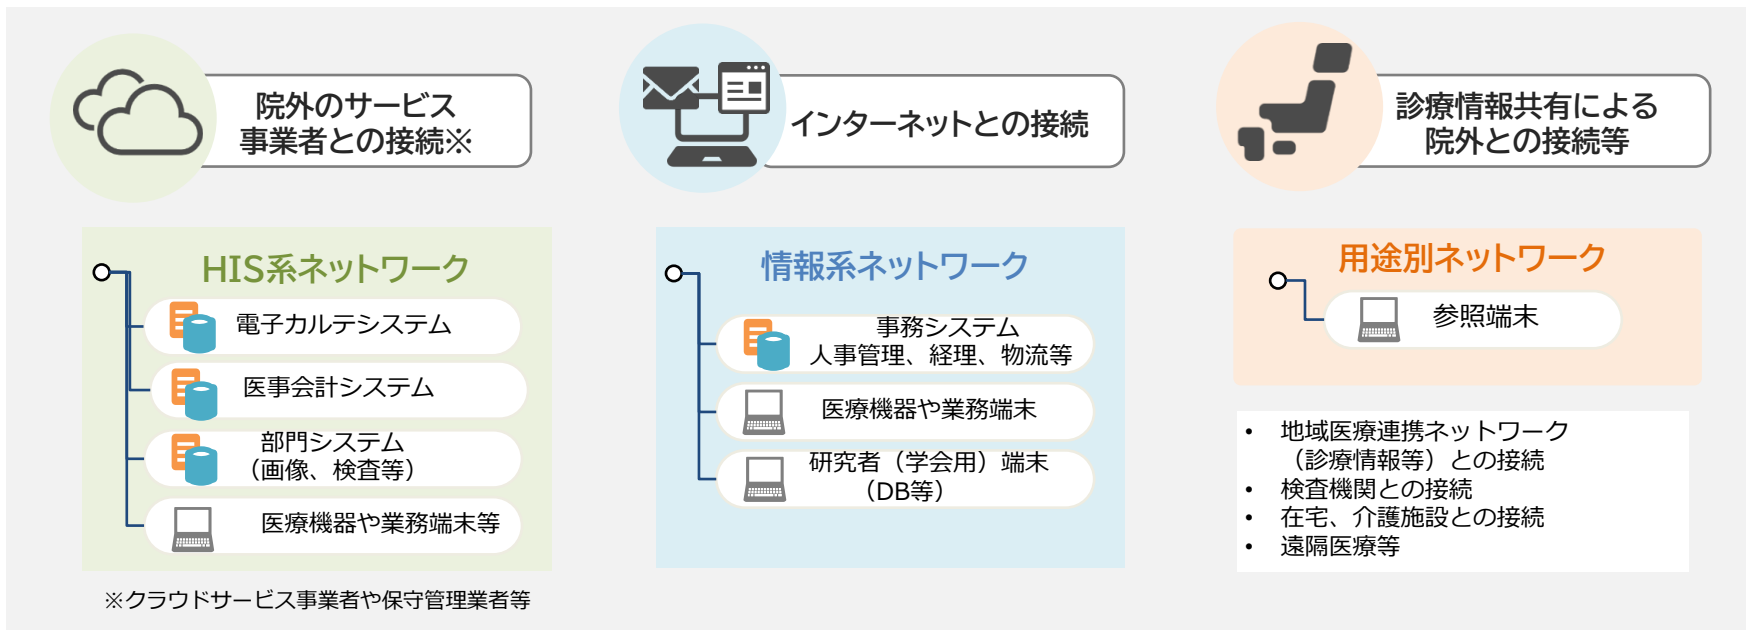 院外のサービス
事業者との接続※
HIS系ネットワーク
電子カルテシステム
医事会計システム
部門システム
（画像、検査等）
医療機器や業務端末等
※クラウドサービス事業者や保守管理業者等
インターネットとの接続
情報系ネットワーク
事務システム
人事管理、経理、物流等
医療機器や業務端末
研究者（学会用）端末
（DB等）
診療情報共有による
院外との接続等
用途別ネットワーク
参照端末
• 地域医療連携ネットワーク
（診療情報等）との接続
• 検査機関との接続
• 在宅、介護施設との接続
• 遠隔医療等